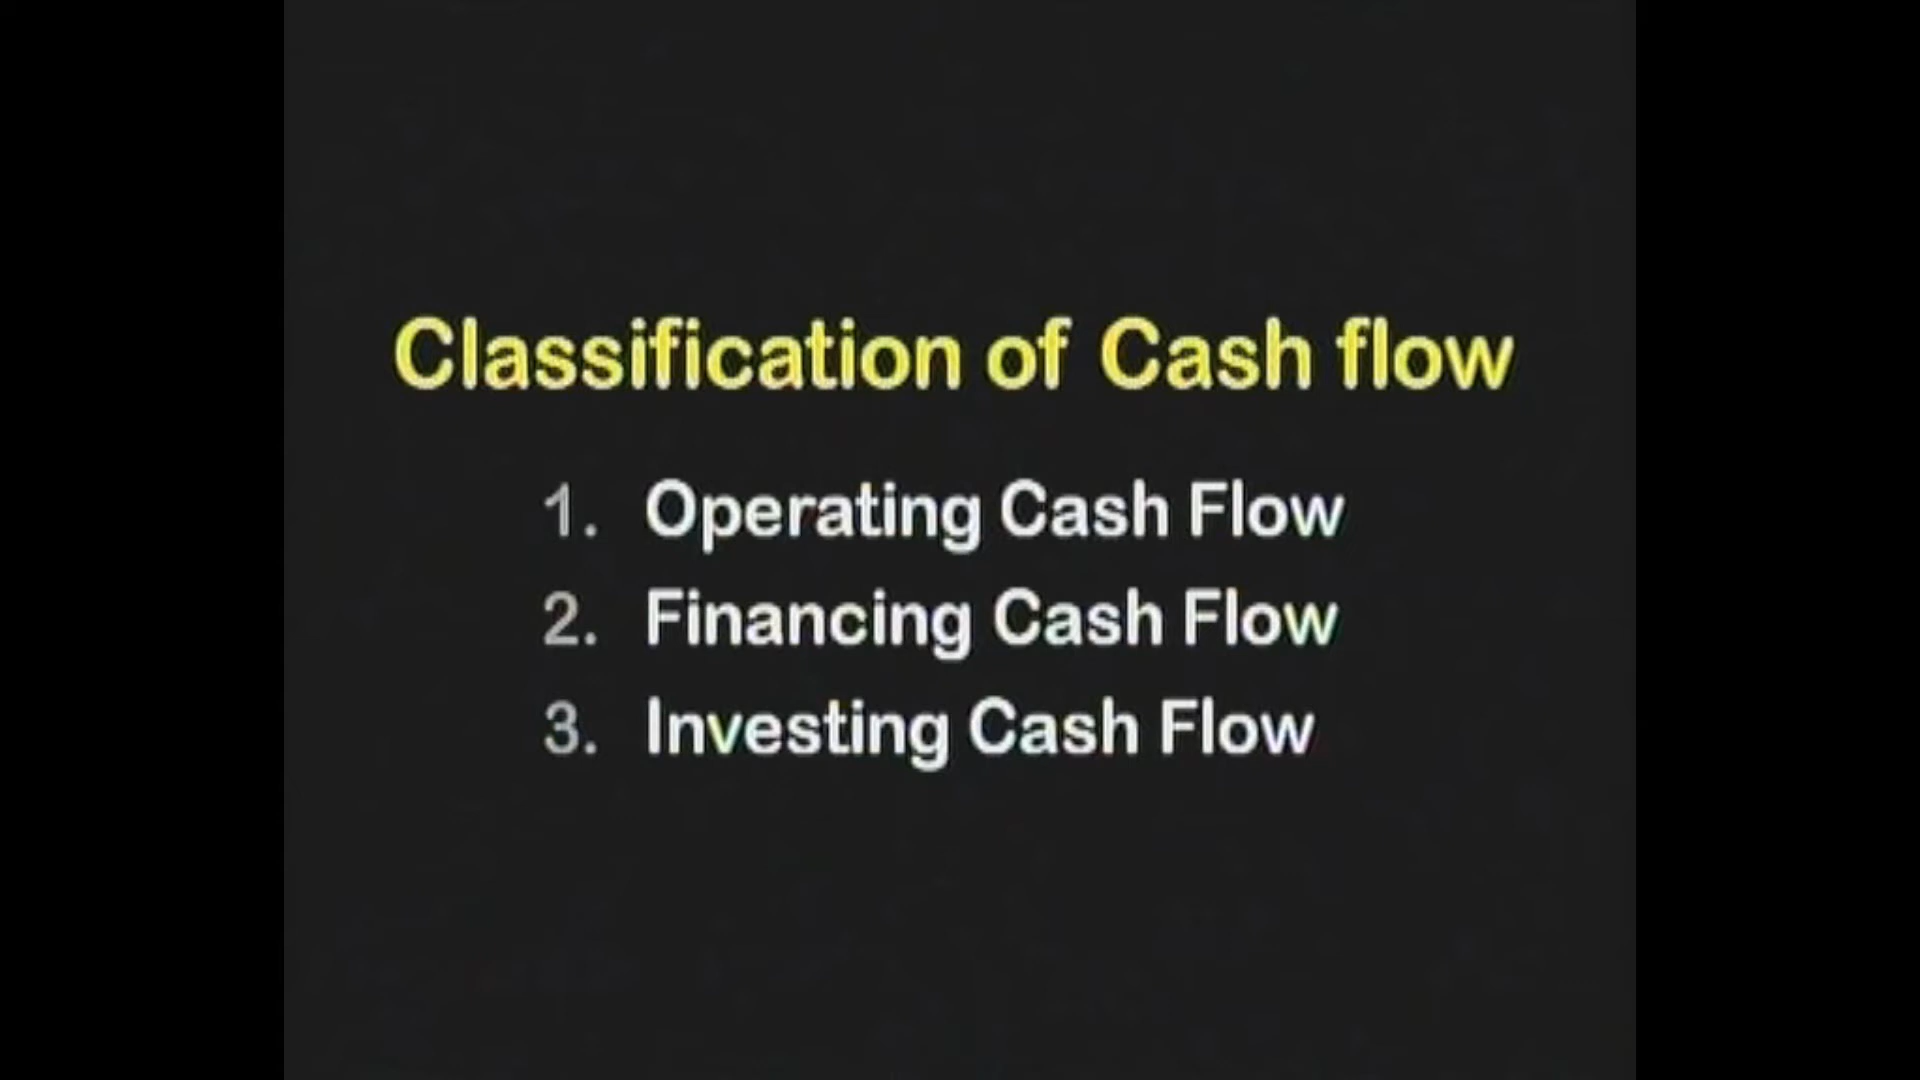 Classification of Cash flow
1. Operating Cash Flow
2. Financing Cash Flow
3. Investing Cash Flow